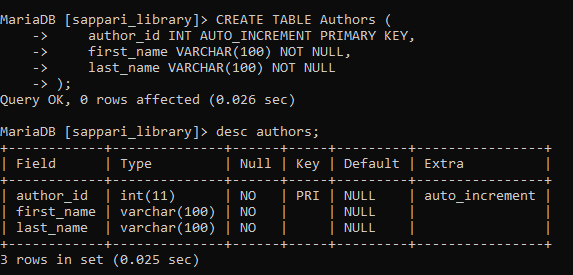 MariaDB [sappari_library]> CREATE TABLE Authors (
    ->     author_id INT AUTO_INCREMENT PRIMARY KEY,
    ->     first_name VARCHAR(100) NOT NULL,
    ->     last_name VARCHAR(100) NOT NULL
    -> );
Query OK, 0 rows affected (0.026 sec)

MariaDB [sappari_library]> desc authors;
+------------+--------------+------+-----+---------+----------------+
| Field      | Type         | Null | Key | Default | Extra          |
+------------+--------------+------+-----+---------+----------------+
| author_id  | int(11)      | NO   | PRI | NULL    | auto_increment |
| first_name | varchar(100) | NO   |     | NULL    |                |
| last_name  | varchar(100) | NO   |     | NULL    |                |
+------------+--------------+------+-----+---------+----------------+
3 rows in set (0.025 sec)